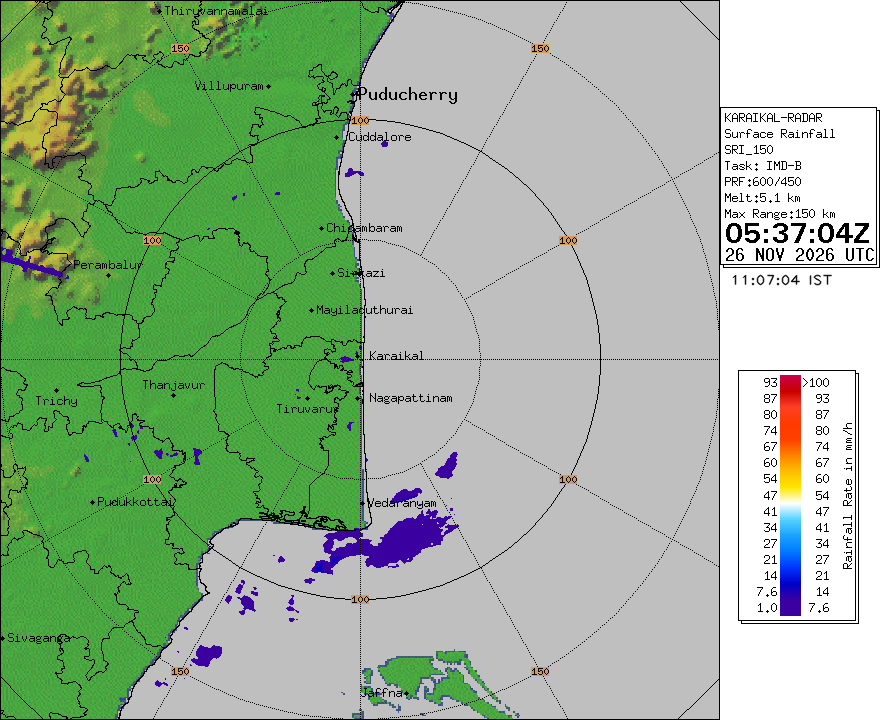 Thiruvannamalai
150
150
Villupuram
Puducherry
100
Cuddalore
Chidambaram
100
100
Perambalur
Sirkazi
Mayiladuthurai
Karaikal
Thanjavur
Trichy
Tiruvarur
Nagapattinam
100
100
Pudukkottai
Vedaranyam
100
Sivaganga
150
150
Jaffna
KARAIKAL-RADAR
Surface Rainfall
SRI_150
Task: IMD-B
PRF:600/450
Melt:5.1 km
Max Range:150 km
05:37:04Z
26 NOV 2026 UTC
11:07:04 IST
93 >100
87 93
80 87
74 80
67 74
60 67
54 60
47 54
41 47
34 41
27 34
21 27
14 21
7.6 14
1.0 7.6
Rainfall Rate in mm/h